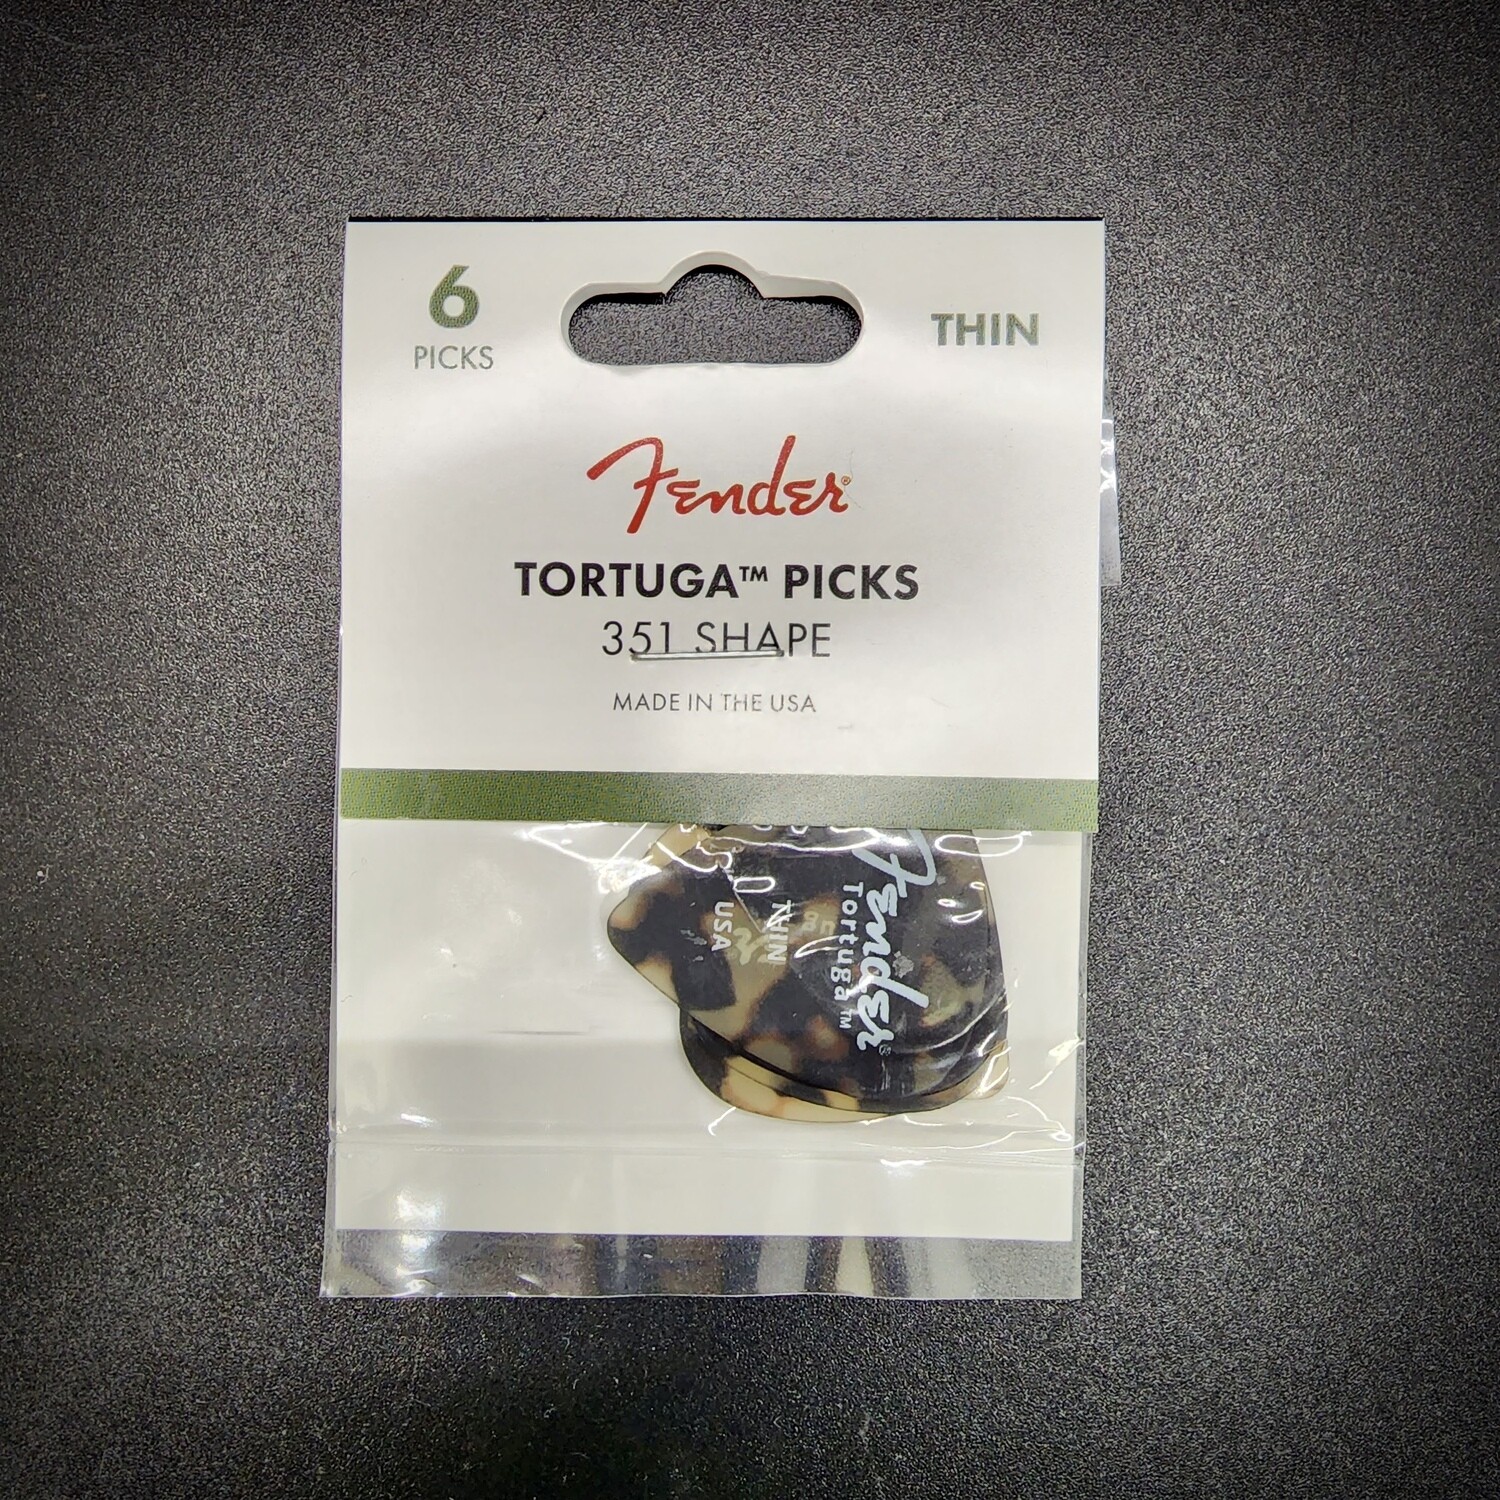 6
PICKS
THIN
Fender®
TORTUGA™ PICKS
351 SHAPE
MADE IN THE USA
Fender®
Tortuga™
THIN
USA